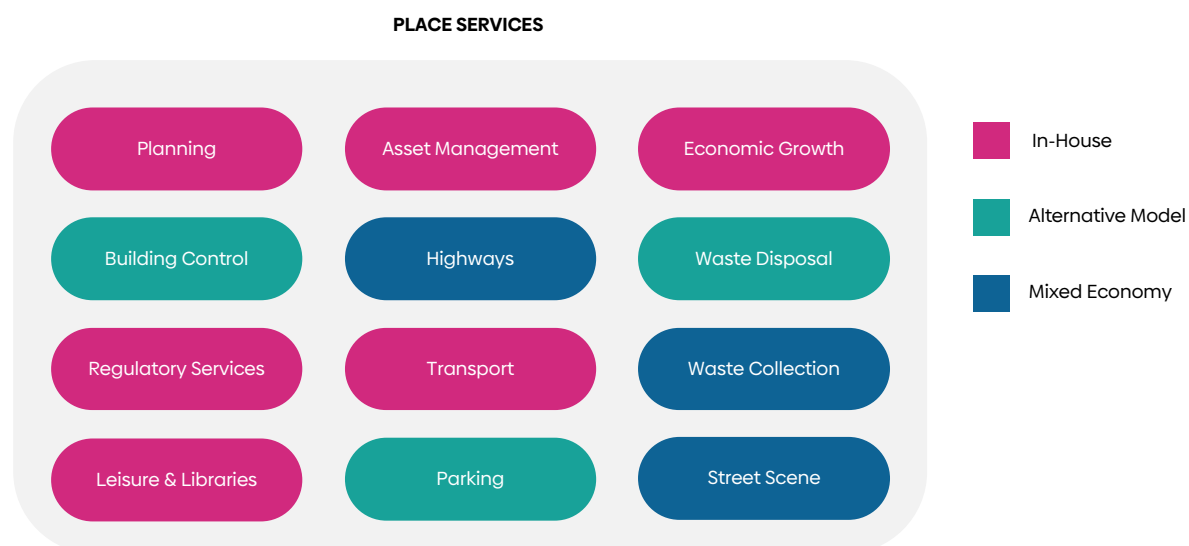 PLACE SERVICES
Planning
Asset Management
Economic Growth
Building Control
Highways
Waste Disposal
Regulatory Services
Transport
Waste Collection
Leisure & Libraries
Parking
Street Scene
In-House
Alternative Model
Mixed Economy